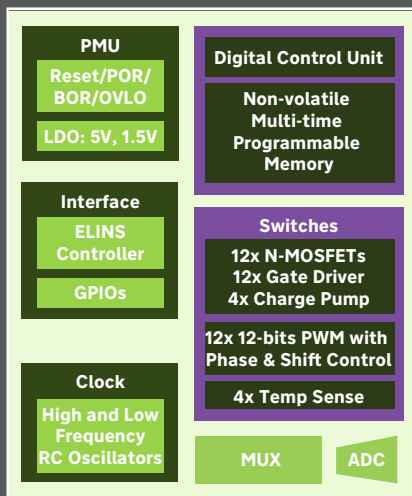 PMU
Reset/POR/
BOR/OVLO
LDO: 5V, 1.5V
Interface
ELINS
Controller
GPIOs
Clock
High and Low
Frequency
RC Oscillators
Digital Control Unit
Non-volatile
Multi-time
Programmable
Memory
Switches
12x N-MOSFETs
12x Gate Driver
4x Charge Pump
12x 12-bits PWM with
Phase & Shift Control
4x Temp Sense
MUX
ADC